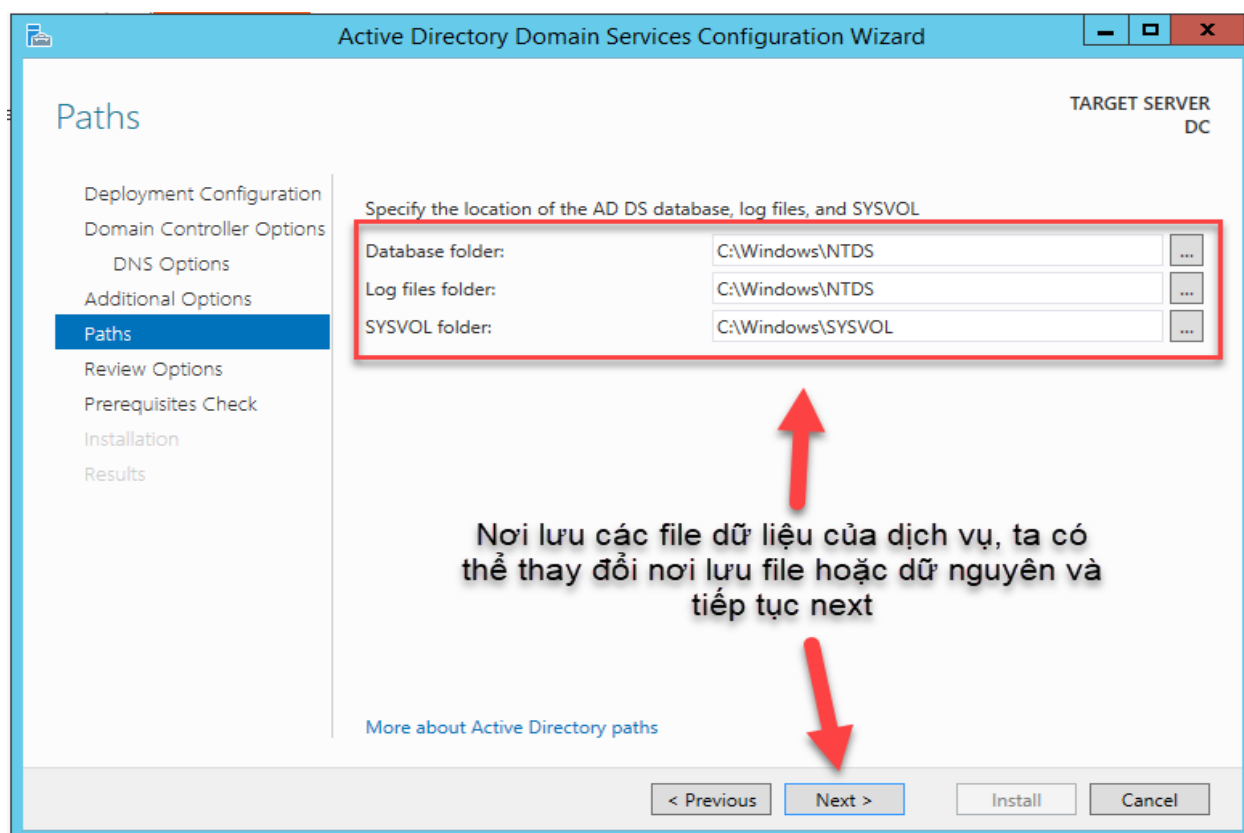 Active Directory Domain Services Configuration Wizard
Paths
TARGET SERVER
DC
Deployment Configuration
Domain Controller Options
DNS Options
Additional Options
Paths
Review Options
Prerequisites Check
Installation
Results
Specify the location of the AD DS database, log files, and SYSVOL
Database folder: C:\Windows\NTDS ...
Log files folder: C:\Windows\NTDS ...
SYSVOL folder: C:\Windows\SYSVOL ...
Nơi lưu các file dữ liệu của dịch vụ, ta có
thể thay đổi nơi lưu file hoặc dữ nguyên và
tiếp tục next
More about Active Directory paths
< Previous Next > Install Cancel